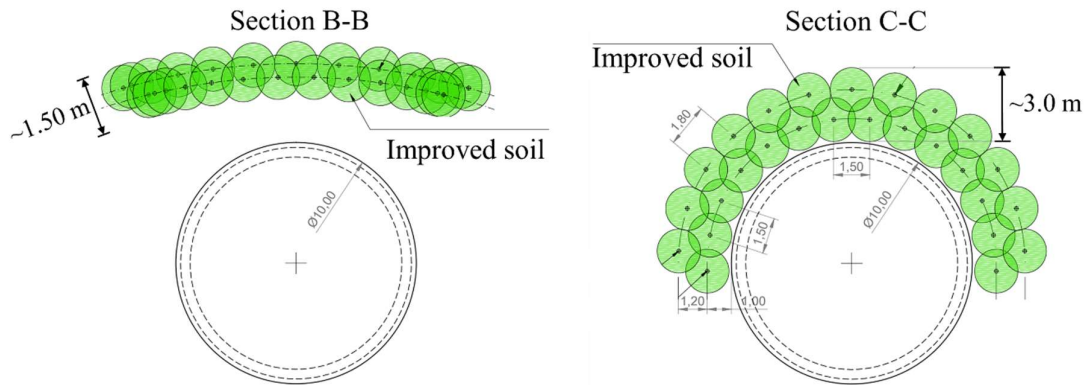 Section B-B
~1.50 m
Improved soil
Ø10.00
Section C-C
Improved soil
~3.0 m
1,80
1,50
Ø10,00
1,50
1,20
1,00